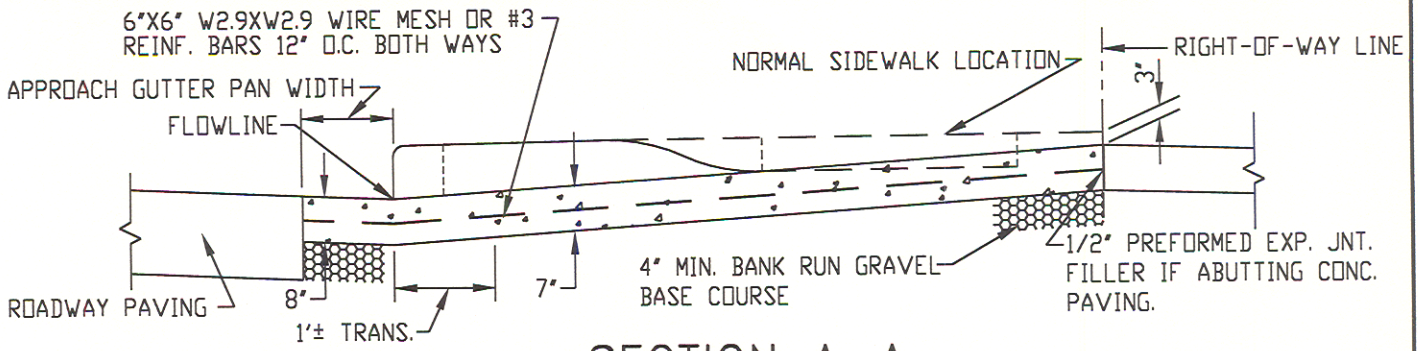 6"X6" W2.9XW2.9 WIRE MESH OR #3
REINF. BARS 12" O.C. BOTH WAYS
APPROACH GUTTER PAN WIDTH
FLOWLINE
NORMAL SIDEWALK LOCATION
RIGHT-OF-WAY LINE
3"
ROADWAY PAVING
8"
1'± TRANS.
7"
4" MIN. BANK RUN GRAVEL
BASE COURSE
1/2" PREFORMED EXP. JNT.
FILLER IF ABUTTING CONC.
PAVING.
SECTION A-A